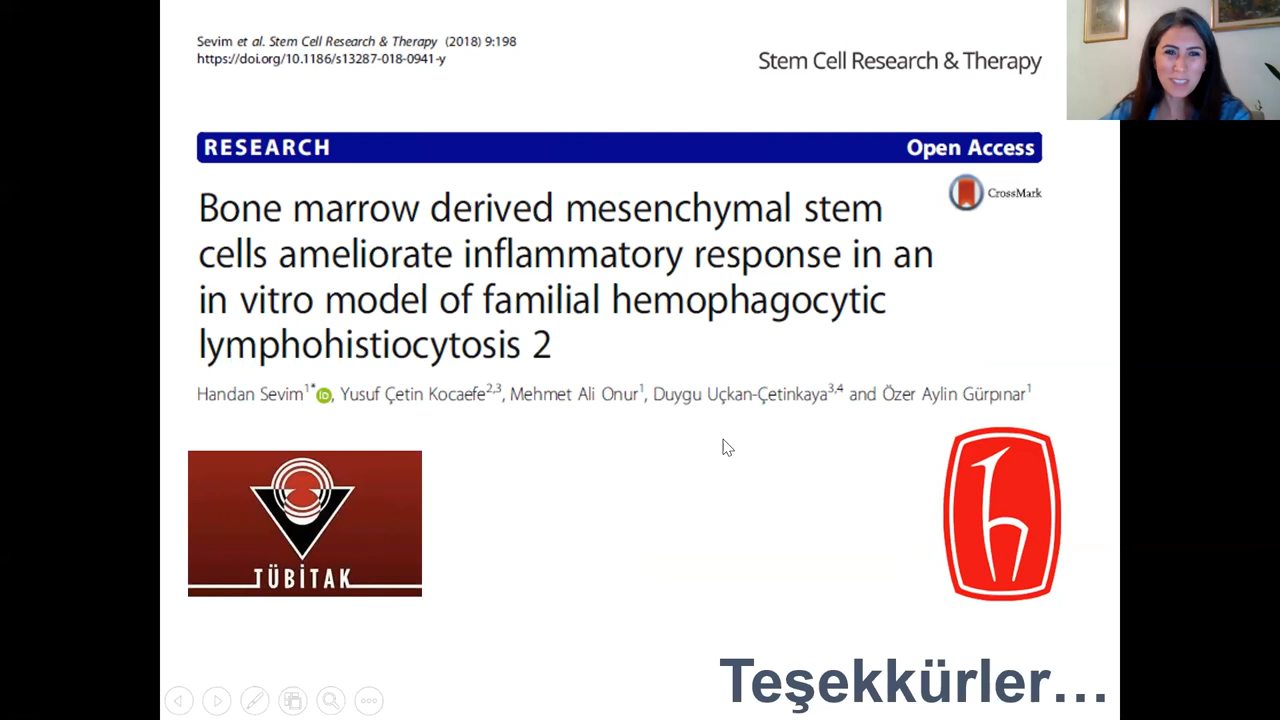 Sevim et al. Stem Cell Research & Therapy (2018) 9:198
https://doi.org/10.1186/s13287-018-0941-y
Stem Cell Research & Therapy
RESEARCH
Open Access
CrossMark
Bone marrow derived mesenchymal stem
cells ameliorate inflammatory response in an
in vitro model of familial hemophagocytic
lymphohistiocytosis 2
Handan Sevim1* iD, Yusuf Çetin Kocaefe2,3, Mehmet Ali Onur1, Duygu Uçkan-Çetinkaya3,4 and Özer Aylin Gürpınar1
TÜBİTAK
Teşekkürler...